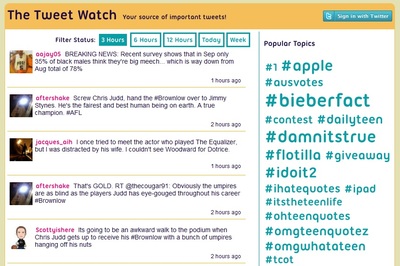 The Tweet Watch Your source of important tweets!
Sign in with Twitter
Filter Status: 3 Hours 6 Hours 12 Hours Today Week
aajay05 BREAKING NEWS: Recent survey shows that in Sep only
35% of black males think they're big meech... which is way down from
Aug total of 78%
1 hours ago
aftershake Screw Chris Judd, hand the #Brownlow over to Jimmy
Stynes. He's the fairest and best human being on earth. A true
champion. #AFL
2 hours ago
jacques_aih I once tried to meet the actor who played The Equalizer,
but I was distracted by his wife. I couldn't see Woodward for Dotrice.
1 hours ago
aftershake That's GOLD. RT @thecougar91: Obviously the umpires
are as blind as the players Judd has eye-gouged throughout his career
#Brownlow
2 hours ago
Scottyishere Its going to be an awkward walk to the podium when
Chris Judd gets up to receive his #Brownlow with a bunch of umpires
hanging off his nuts
2 hours ago
Popular Topics
#1 #apple
#ausvotes
#bieberfact
#contest #dailyteen
#damnitstrue
#flotilla #giveaway
#idoit2
#ihatequotes #ipad
#itstheteenlife
#ohteenquotez
#omgteenquotez
#omgwhatateen
#tcot